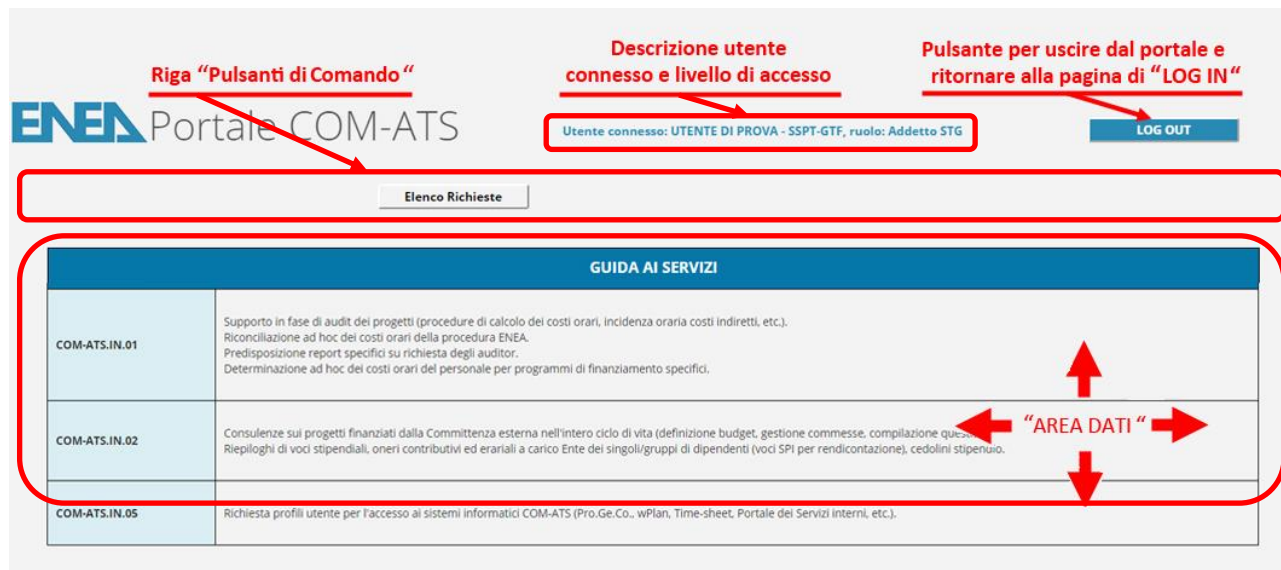 Descrizione utente
connesso e livello di accesso
Pulsante per uscire dal portale e
ritornare alla pagina di “LOG IN“
Riga “Pulsanti di Comando“
ENEA Portale COM-ATS
Utente connesso: UTENTE DI PROVA - SSPT-GTF, ruolo: Addetto STG
LOG OUT
Elenco Richieste
GUIDA AI SERVIZI
COM-ATS.IN.01
Supporto in fase di audit dei progetti (procedure di calcolo dei costi orari, incidenza oraria costi indiretti, etc.).
Riconciliazione ad hoc dei costi orari della procedura ENEA.
Predisposizione report specifici su richiesta degli auditor.
Determinazione ad hoc dei costi orari del personale per programmi di finanziamento specifici.
COM-ATS.IN.02
Consulenze sui progetti finanziati dalla Committenza esterna nell'intero ciclo di vita (definizione budget, gestione commesse, compilazione
Riepiloghi di voci stipendiali, oneri contributivi ed erariali a carico Ente dei singoli/gruppi di dipendenti (voci SPI per rendicontazione), cedolini stipendio.
“AREA DATI“
COM-ATS.IN.05
Richiesta profili utente per l'accesso ai sistemi informatici COM-ATS (Pro.Ge.Co., wPlan, Time-sheet, Portale dei Servizi interni, etc.).